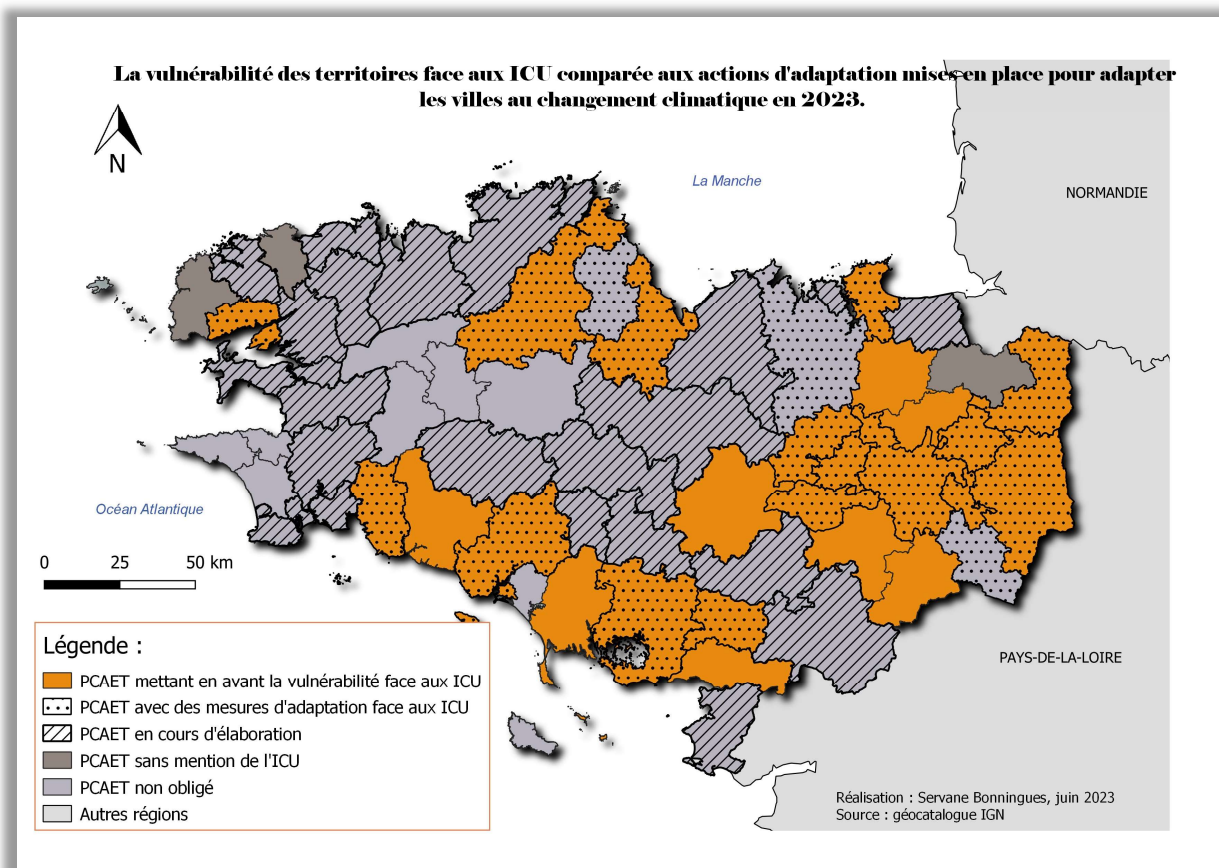 La vulnérabilité des territoires face aux ICU comparée aux actions d'adaptation mises en place pour adapter
les villes au changement climatique en 2023.
N
La Manche
NORMANDIE
Océan Atlantique
0 25 50 km
Légende :
PCAET mettant en avant la vulnérabilité face aux ICU
PCAET avec des mesures d'adaptation face aux ICU
PCAET en cours d'élaboration
PCAET sans mention de l'ICU
PCAET non obligé
Autres régions
PAYS-DE-LA-LOIRE
Réalisation : Servane Bonningues, juin 2023
Source : géocatalogue IGN